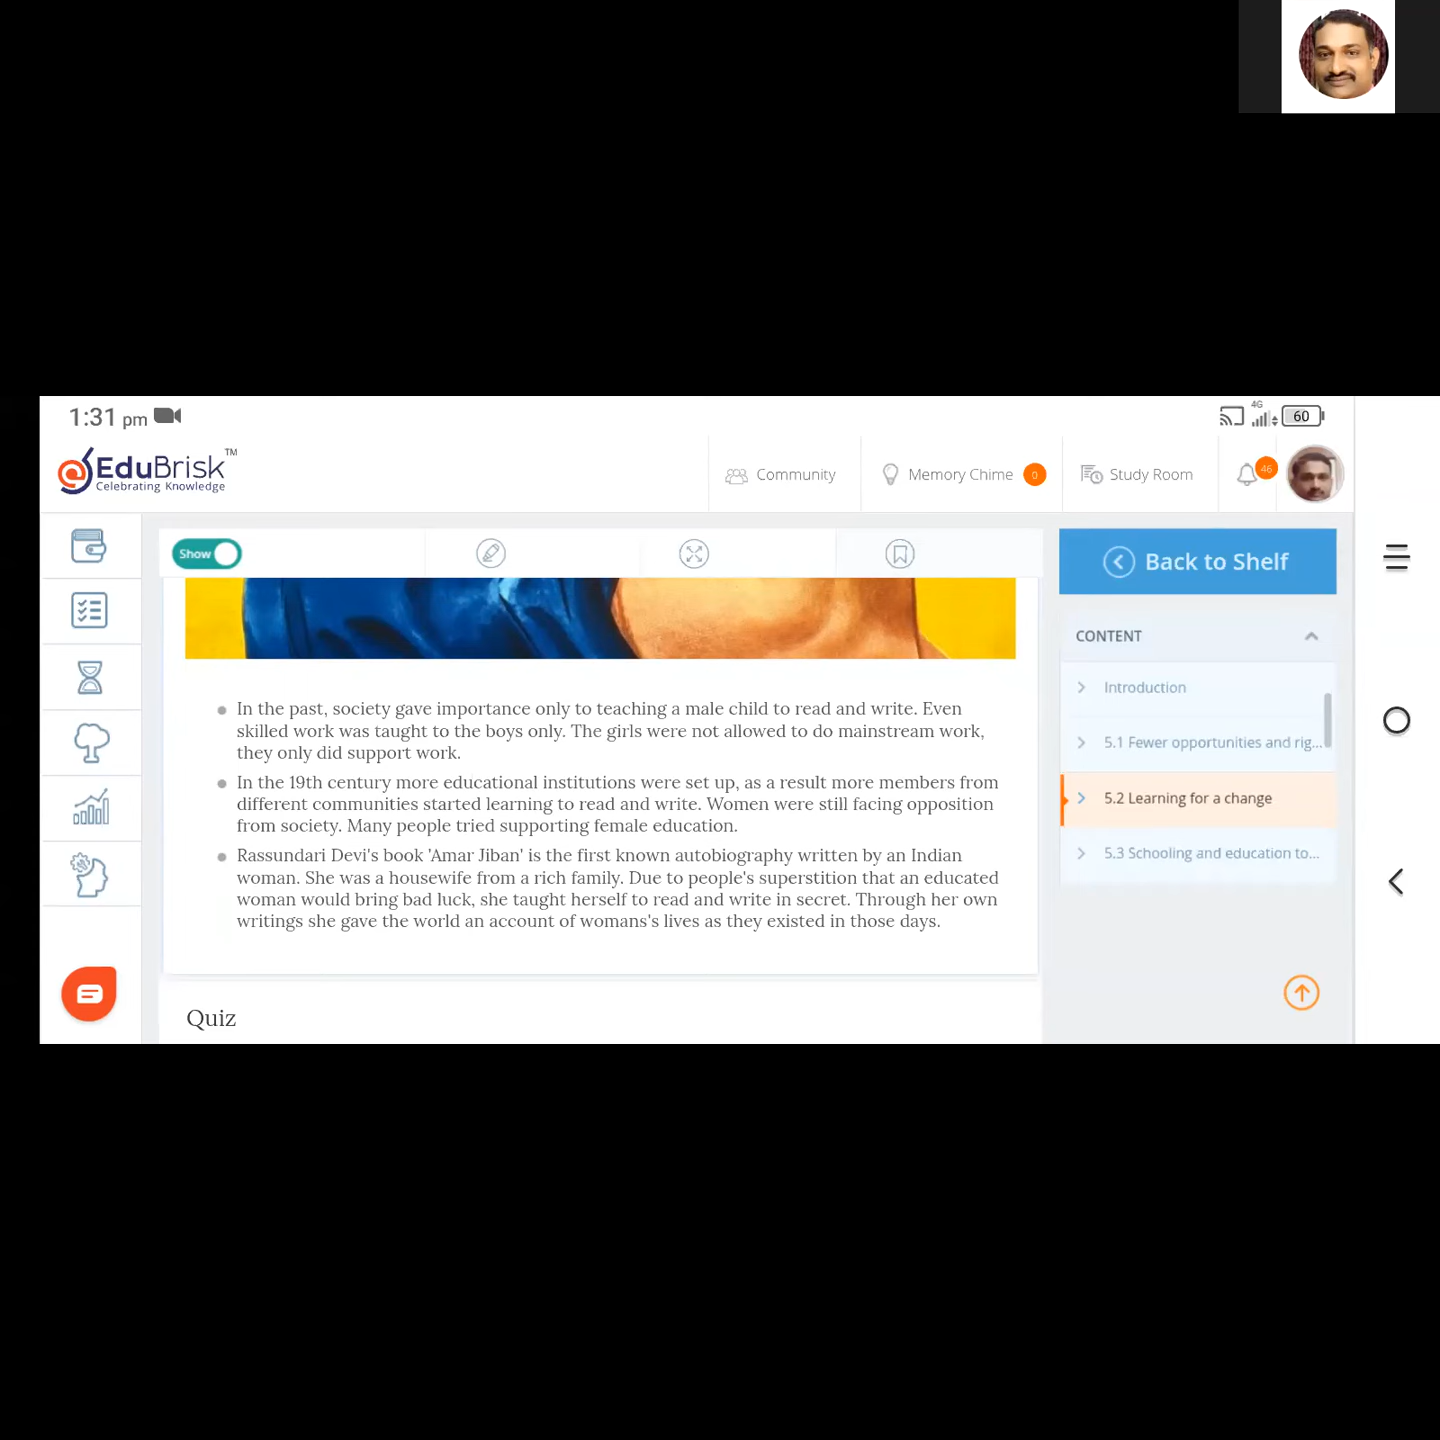 1:31 pm
4G
60
EduBrisk™
Celebrating Knowledge
Community
Memory Chime 0
Study Room
46
Show
Back to Shelf
CONTENT
Introduction
5.1 Fewer opportunities and rig...
5.2 Learning for a change
5.3 Schooling and education to...
In the past, society gave importance only to teaching a male child to read and write. Even
skilled work was taught to the boys only. The girls were not allowed to do mainstream work,
they only did support work.
In the 19th century more educational institutions were set up, as a result more members from
different communities started learning to read and write. Women were still facing opposition
from society. Many people tried supporting female education.
Rassundari Devi's book 'Amar Jiban' is the first known autobiography written by an Indian
woman. She was a housewife from a rich family. Due to people's superstition that an educated
woman would bring bad luck, she taught herself to read and write in secret. Through her own
writings she gave the world an account of womans's lives as they existed in those days.
Quiz